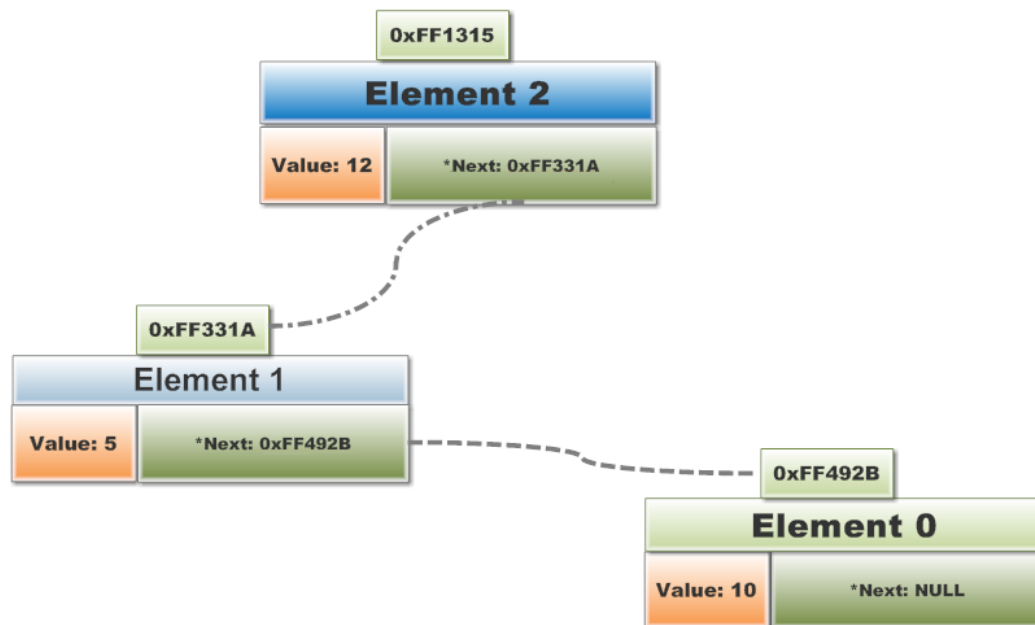 0xFF1315
Element 2
Value: 12
*Next: 0xFF331A
0xFF331A
Element 1
Value: 5
*Next: 0xFF492B
0xFF492B
Element 0
Value: 10
*Next: NULL